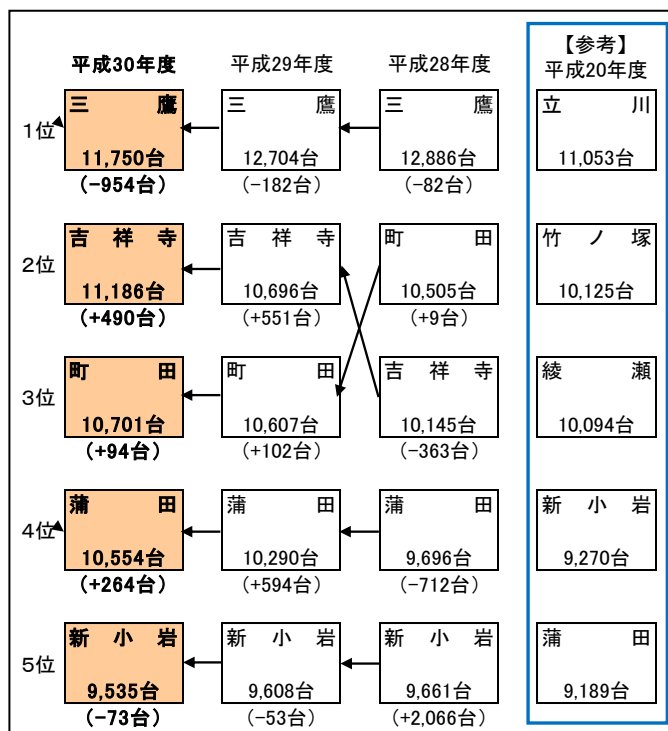 【参考】
平成30年度 平成29年度 平成28年度 平成20年度
1位 三鷹 三鷹 三鷹 立川
11,750台 12,704台 12,886台 11,053台
(-954台) (-182台) (-82台)
2位 吉祥寺 吉祥寺 町田 竹ノ塚
11,186台 10,696台 10,505台 10,125台
(+490台) (+551台) (+9台)
3位 町田 町田 吉祥寺 綾瀬
10,701台 10,607台 10,145台 10,094台
(+94台) (+102台) (-363台)
4位 蒲田 蒲田 蒲田 新小岩
10,554台 10,290台 9,696台 9,270台
(+264台) (+594台) (-712台)
5位 新小岩 新小岩 新小岩 蒲田
9,535台 9,608台 9,661台 9,189台
(-73台) (-53台) (+2,066台)